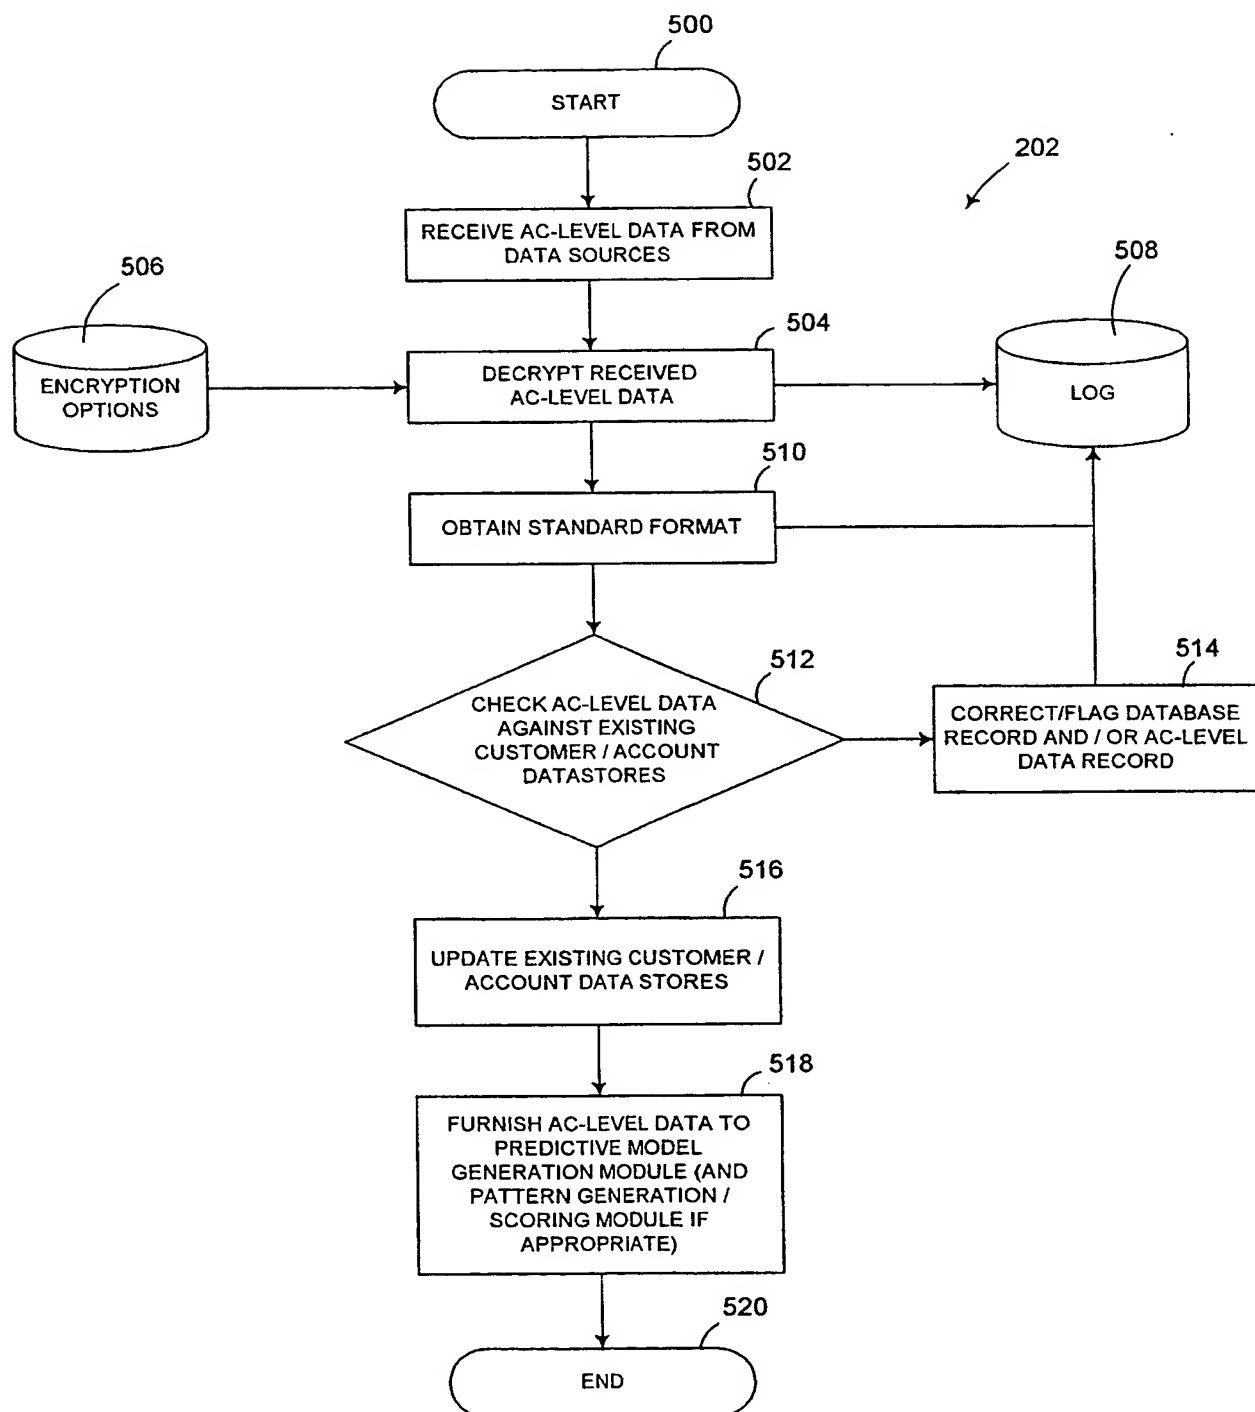 500
START
202
502
RECEIVE AC-LEVEL DATA FROM
DATA SOURCES
506
508
504
ENCRYPTION
OPTIONS
DECRYPT RECEIVED
AC-LEVEL DATA
LOG
510
OBTAIN STANDARD FORMAT
512
514
CHECK AC-LEVEL DATA
AGAINST EXISTING
CUSTOMER / ACCOUNT
DATASTORES
CORRECT/FLAG DATABASE
RECORD AND / OR AC-LEVEL
DATA RECORD
516
UPDATE EXISTING CUSTOMER /
ACCOUNT DATA STORES
518
FURNISH AC-LEVEL DATA TO
PREDICTIVE MODEL
GENERATION MODULE (AND
PATTERN GENERATION /
SCORING MODULE IF
APPROPRIATE)
520
END